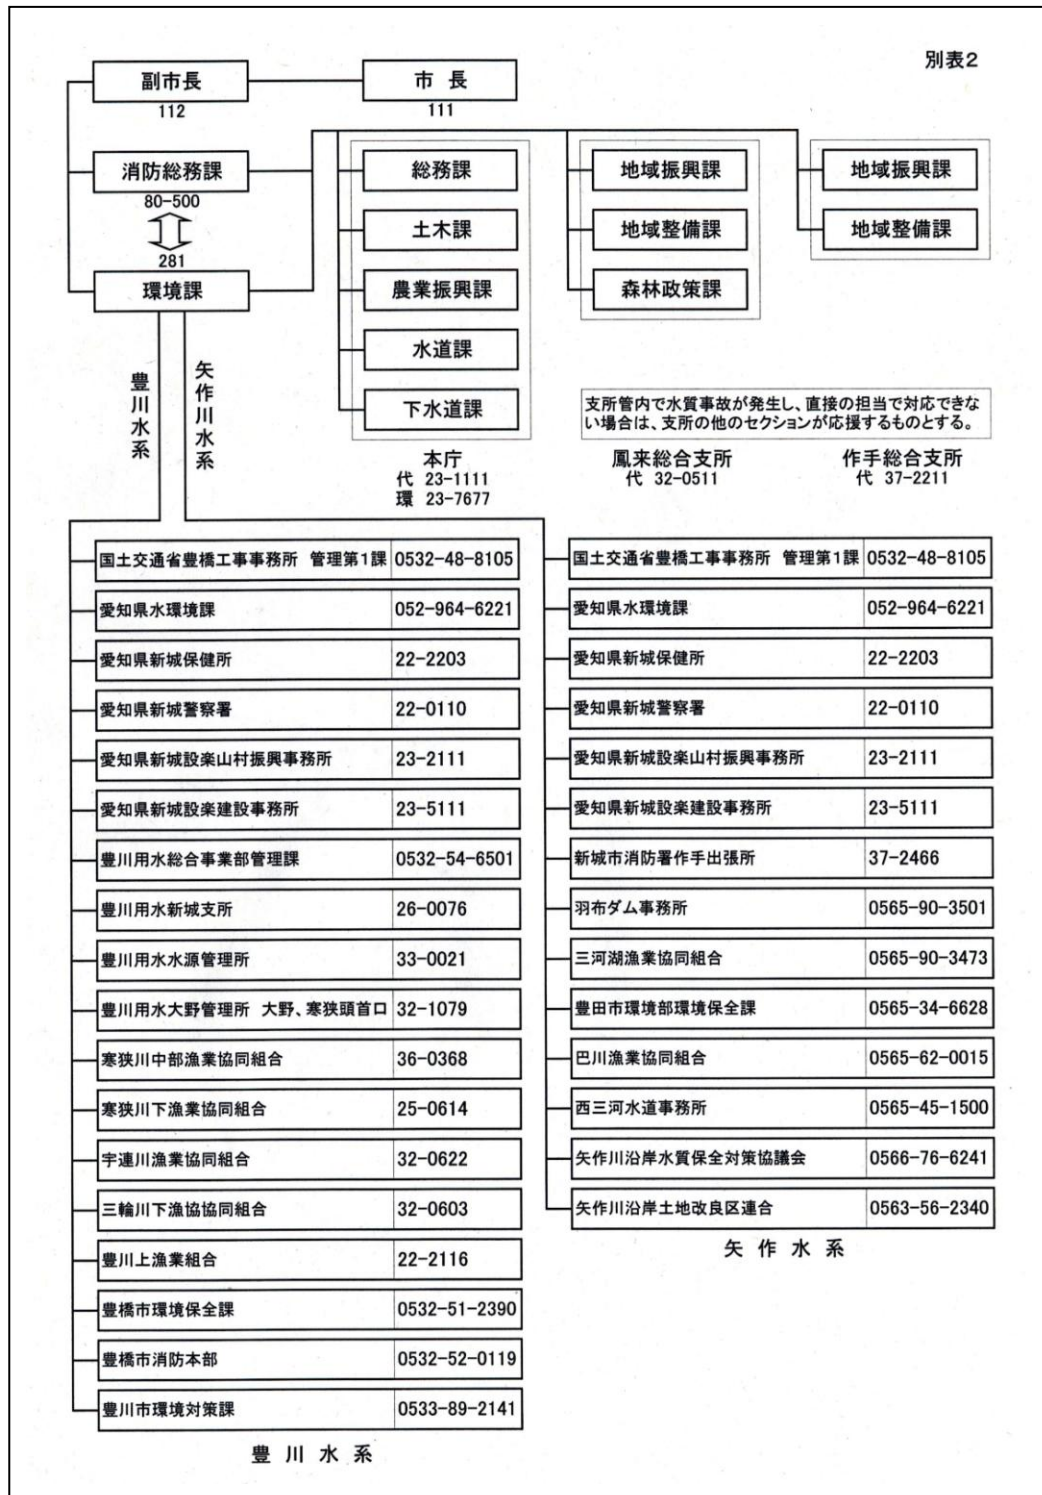 別表2
副市長
112
市 長
111
消防総務課
80-500
281
環境課
総務課
土木課
農業振興課
水道課
下水道課
本庁
代 23-1111
環 23-7677
地域振興課
地域整備課
森林政策課
地域振興課
地域整備課
支所管内で水質事故が発生し、直接の担当で対応できな
い場合は、支所の他のセクションが応援するものとする。
鳳来総合支所
代 32-0511
作手総合支所
代 37-2211
豊川水系
矢作川水系
国土交通省豊橋工事事務所 管理第1課 0532-48-8105
愛知県水環境課 052-964-6221
愛知県新城保健所 22-2203
愛知県新城警察署 22-0110
愛知県新城設楽山村振興事務所 23-2111
愛知県新城設楽建設事務所 23-5111
豊川用水総合事業部管理課 0532-54-6501
豊川用水新城支所 26-0076
豊川用水水源管理所 33-0021
豊川用水大野管理所 大野、寒狭頭首口 32-1079
寒狭川中部漁業協同組合 36-0368
寒狭川下漁業協同組合 25-0614
宇連川漁業協同組合 32-0622
三輪川下漁協協同組合 32-0603
豊川上漁業組合 22-2116
豊橋市環境保全課 0532-51-2390
豊橋市消防本部 0532-52-0119
豊川市環境対策課 0533-89-2141
豊 川 水 系
国土交通省豊橋工事事務所 管理第1課 0532-48-8105
愛知県水環境課 052-964-6221
愛知県新城保健所 22-2203
愛知県新城警察署 22-0110
愛知県新城設楽山村振興事務所 23-2111
愛知県新城設楽建設事務所 23-5111
新城市消防署作手出張所 37-2466
羽布ダム事務所 0565-90-3501
三河湖漁業協同組合 0565-90-3473
豊田市環境部環境保全課 0565-34-6628
巴川漁業協同組合 0565-62-0015
西三河水道事務所 0565-45-1500
矢作川沿岸水質保全対策協議会 0566-76-6241
矢作川沿岸土地改良区連合 0563-56-2340
矢 作 水 系